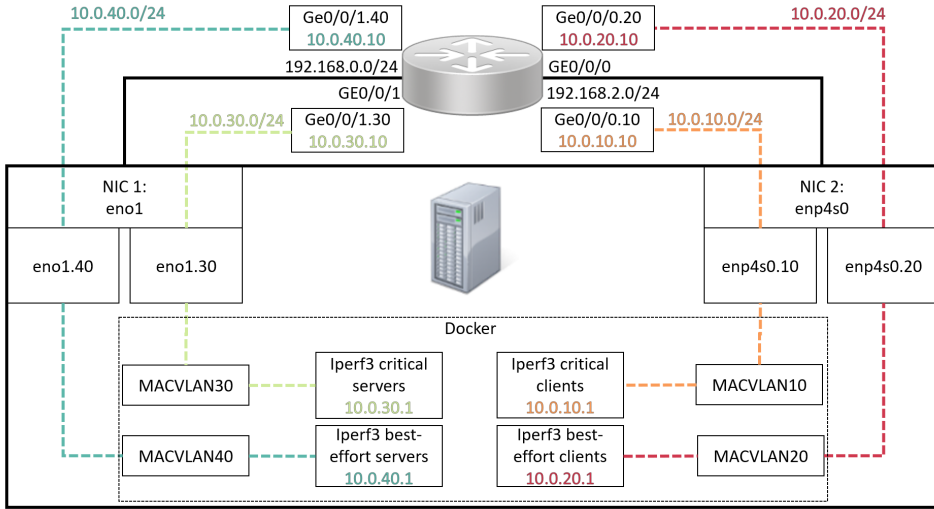 10.0.40.0/24
Ge0/0/1.40
10.0.40.10
Ge0/0/0.20
10.0.20.10
10.0.20.0/24
192.168.0.0/24
GE0/0/0
GE0/0/1
192.168.2.0/24
10.0.30.0/24
Ge0/0/1.30
10.0.30.10
Ge0/0/0.10
10.0.10.10
10.0.10.0/24
NIC 1:
eno1
NIC 2:
enp4s0
eno1.40
eno1.30
enp4s0.10
enp4s0.20
Docker
MACVLAN30
Iperf3 critical
servers
10.0.30.1
Iperf3 critical
clients
10.0.10.1
MACVLAN10
MACVLAN40
Iperf3 best-
effort servers
10.0.40.1
Iperf3 best-
effort clients
10.0.20.1
MACVLAN20